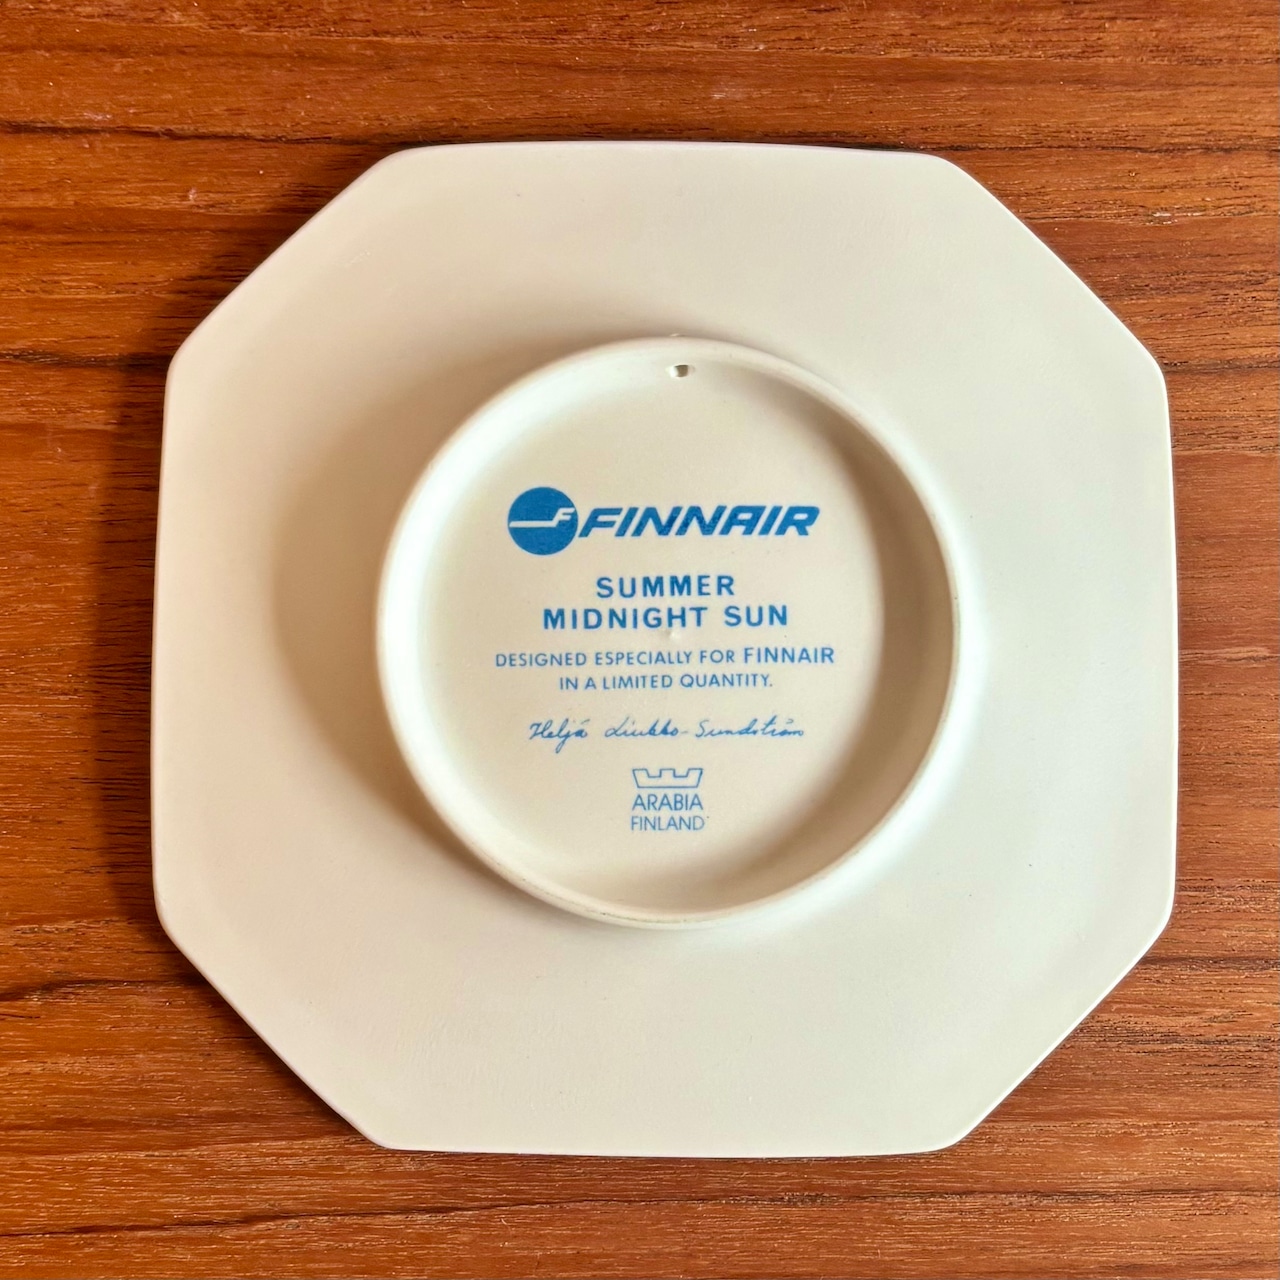 F FINNAIR
SUMMER
MIDNIGHT SUN
DESIGNED ESPECIALLY FOR FINNAIR
IN A LIMITED QUANTITY.
Heljä Liukko-Sundström
ARABIA
FINLAND